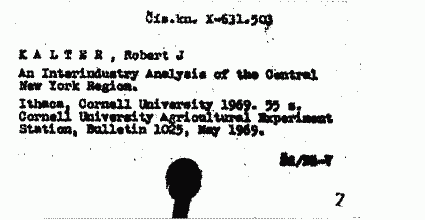 Čís.kn. X-631.503
K A L T E R , Robert J
An Interindustry Analysis of the Central
New York Region.
Ithaca, Cornell University 1969. 55 s.
Cornell University Agricultural Experiment
Station, Bulletin 1025, May 1969.
7